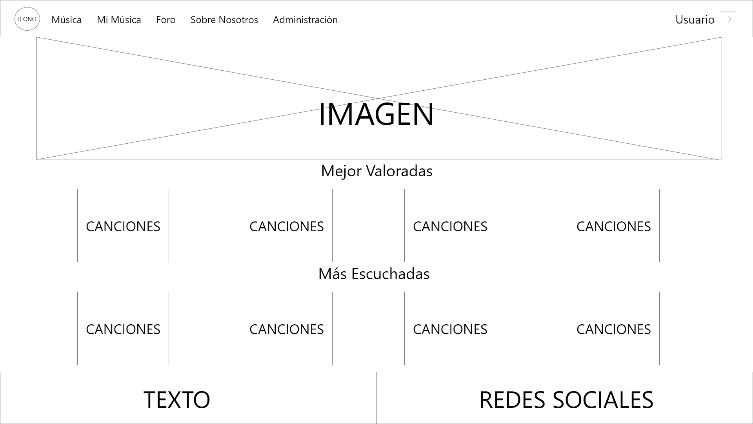 ICONO
Música Mi Música Foro Sobre Nosotros Administración Usuario
IMAGEN
Mejor Valoradas
CANCIONES CANCIONES CANCIONES CANCIONES
Más Escuchadas
CANCIONES CANCIONES CANCIONES CANCIONES
TEXTO REDES SOCIALES